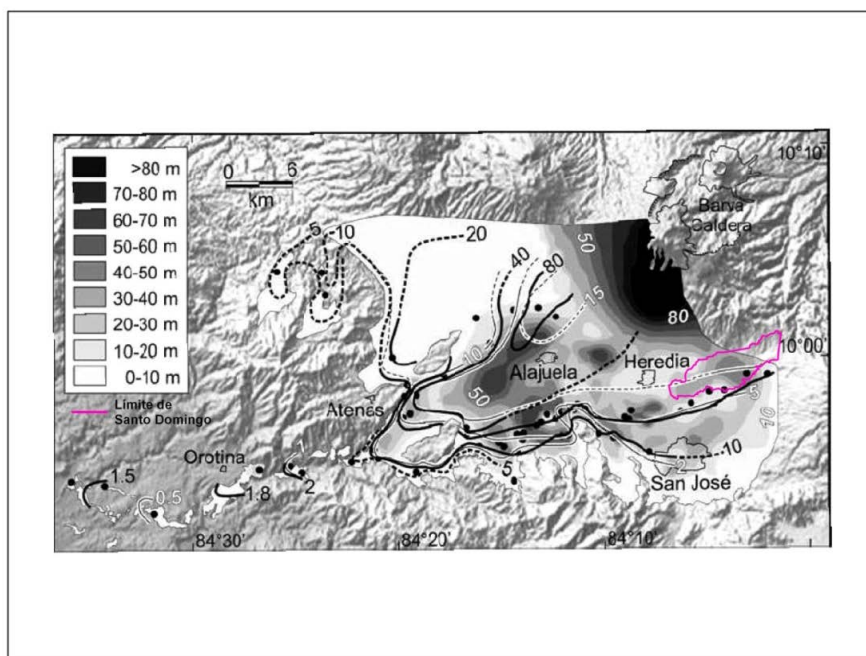 >80 m
70-80 m
60-70 m
50-60 m
40-50 m
30-40 m
20-30 m
10-20 m
0-10 m
Límite de
Santo Domingo
0 6
km
10°10'
Barva
Caldera
5
10
20
50
40
80
15
80
10
10°00'
Alajuela
Heredia
50
5
Atenas
10
10
Orotina
1
5
2
San José
1.5
2
0.5
1.8
84°30'
84°20'
84°10'